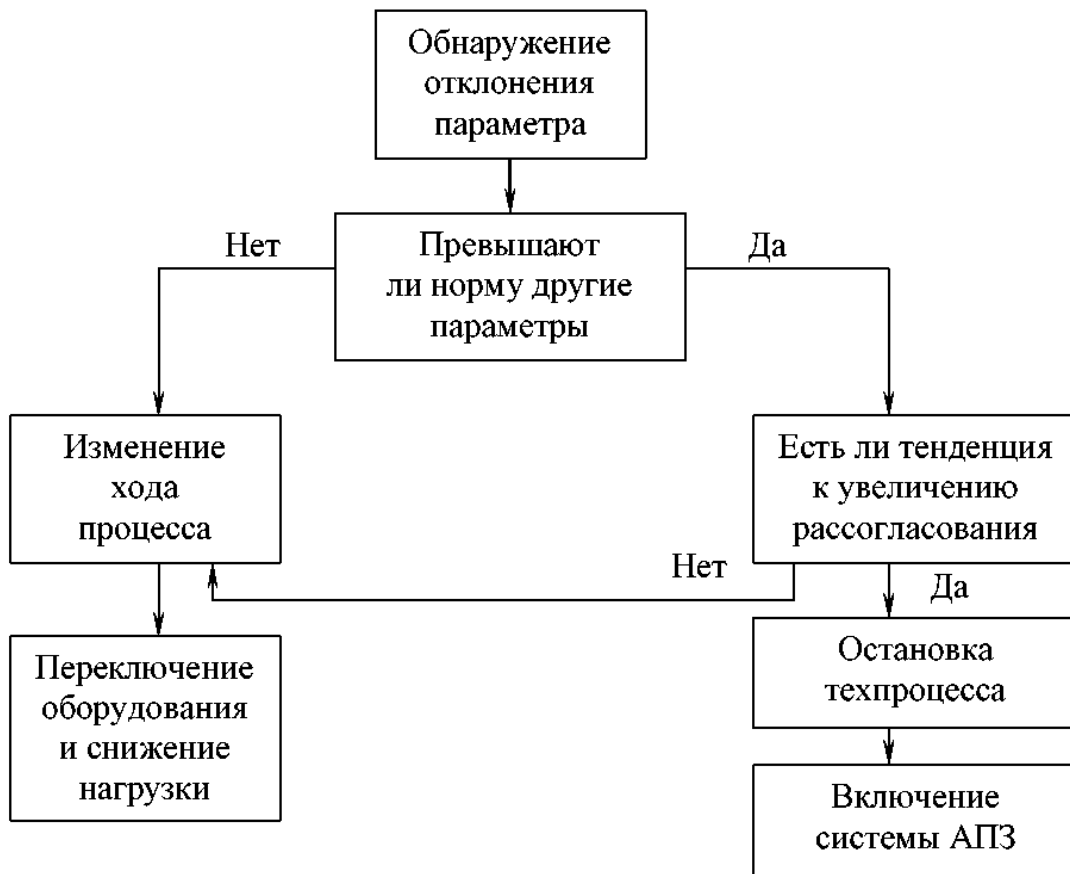 Обнаружение
отклонения
параметра
Нет
Превышают
ли норму другие
параметры
Да
Изменение
хода
процесса
Есть ли тенденция
к увеличению
рассогласования
Нет
Да
Переключение
оборудования
и снижение
нагрузки
Остановка
техпроцесса
Включение
системы АПЗ